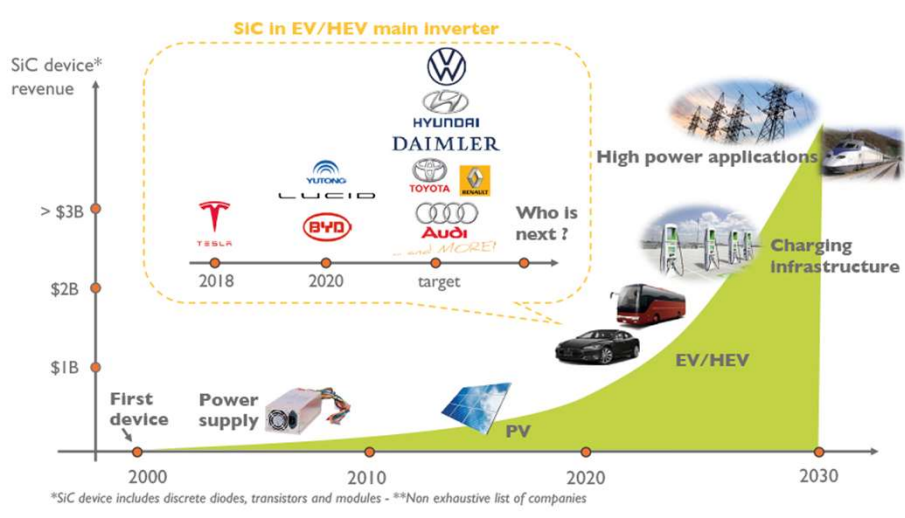 SiC in EV/HEV main inverter
SiC device*
revenue
HYUNDAI
DAIMLER
YUTONG
LUCID
TOYOTA
RENAULT
TESLA
BYD
Audi
... and MORE!
Who is
next ?
2018
2020
target
> $3B
$2B
$1B
High power applications
Charging
infrastructure
EV/HEV
First
device
Power
supply
PV
2000
2010
2020
2030
*SiC device includes discrete diodes, transistors and modules - **Non exhaustive list of companies